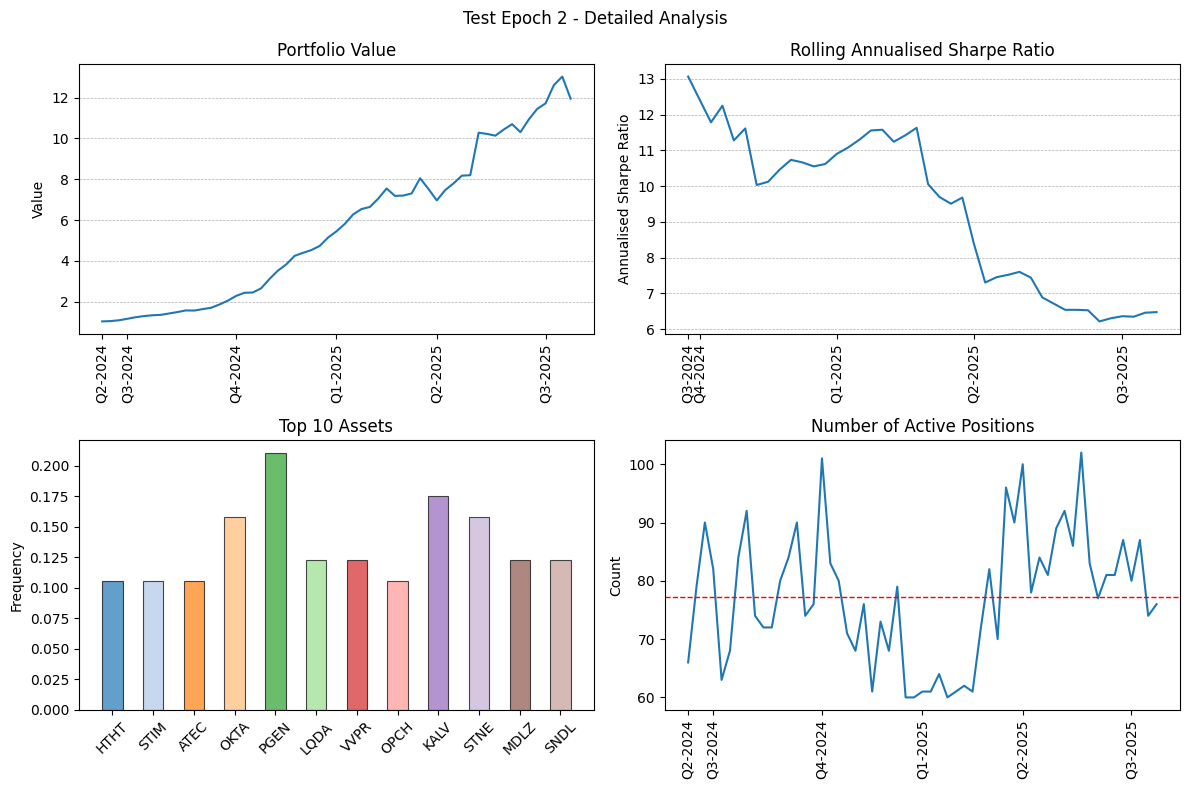 Test Epoch 2 - Detailed Analysis
Portfolio Value
Value
12
10
8
6
4
2
Q2-2024
Q3-2024
Q4-2024
Q1-2025
Q2-2025
Q3-2025
Rolling Annualised Sharpe Ratio
Annualised Sharpe Ratio
13
12
11
10
9
8
7
6
Q3-2024
Q4-2024
Q1-2025
Q2-2025
Q3-2025
Top 10 Assets
Frequency
0.200
0.175
0.150
0.125
0.100
0.075
0.050
0.025
0.000
HTHT
STIM
ATEC
OKTA
PGEN
LQDA
VVPR
OPCH
KALV
STNE
MDLZ
SNDL
Number of Active Positions
Count
100
90
80
70
60
Q2-2024
Q3-2024
Q4-2024
Q1-2025
Q2-2025
Q3-2025